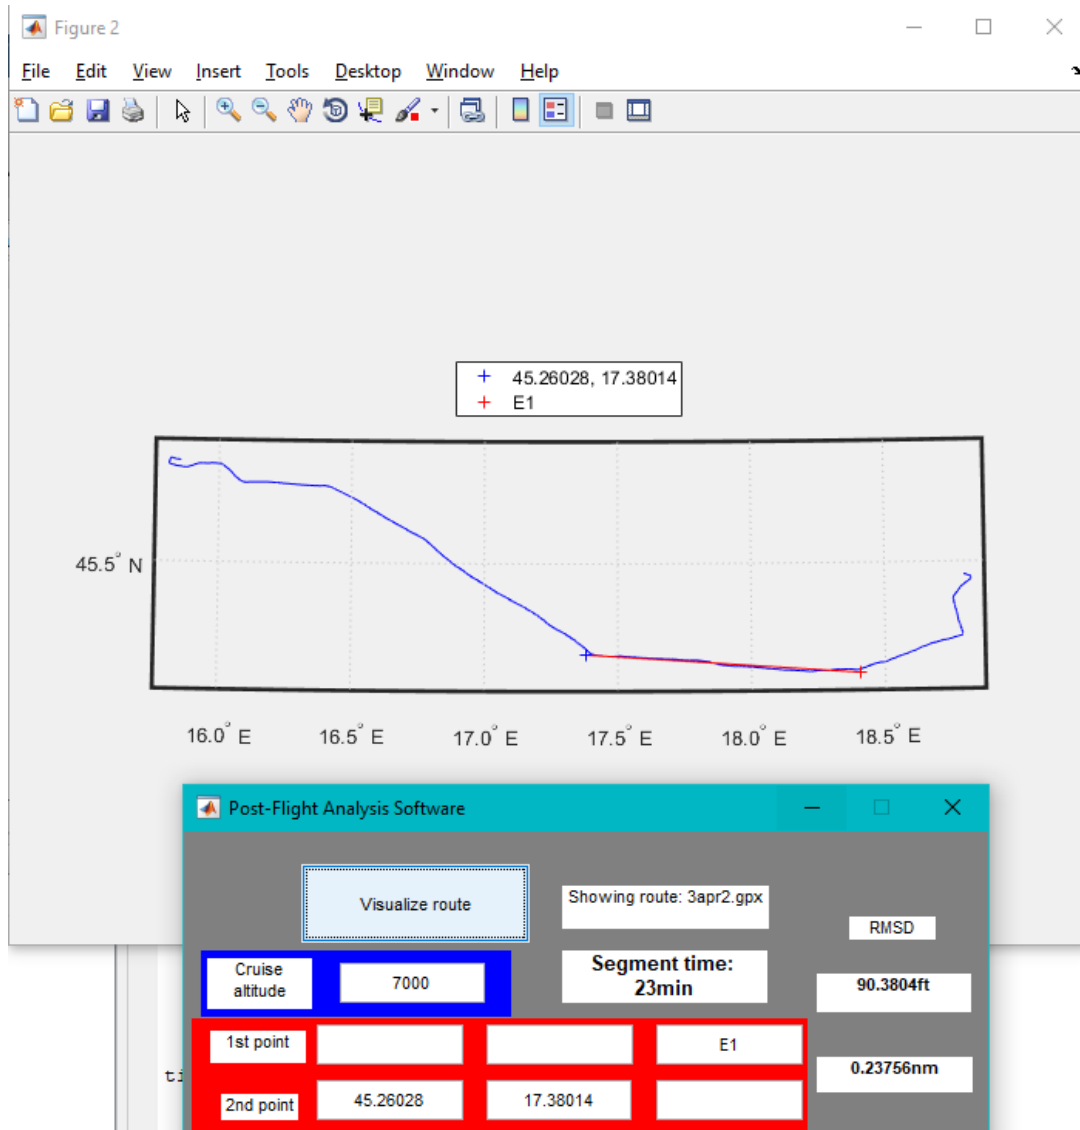 Figure 2
File Edit View Insert Tools Desktop Window Help
45.26028, 17.38014
E1
45.5° N
16.0° E 16.5° E 17.0° E 17.5° E 18.0° E 18.5° E
Post-Flight Analysis Software
Visualize route
Showing route: 3apr2.gpx
RMSD
Cruise
altitude
7000
Segment time:
23min
90.3804ft
1st point
E1
0.23756nm
ti
2nd point
45.26028
17.38014